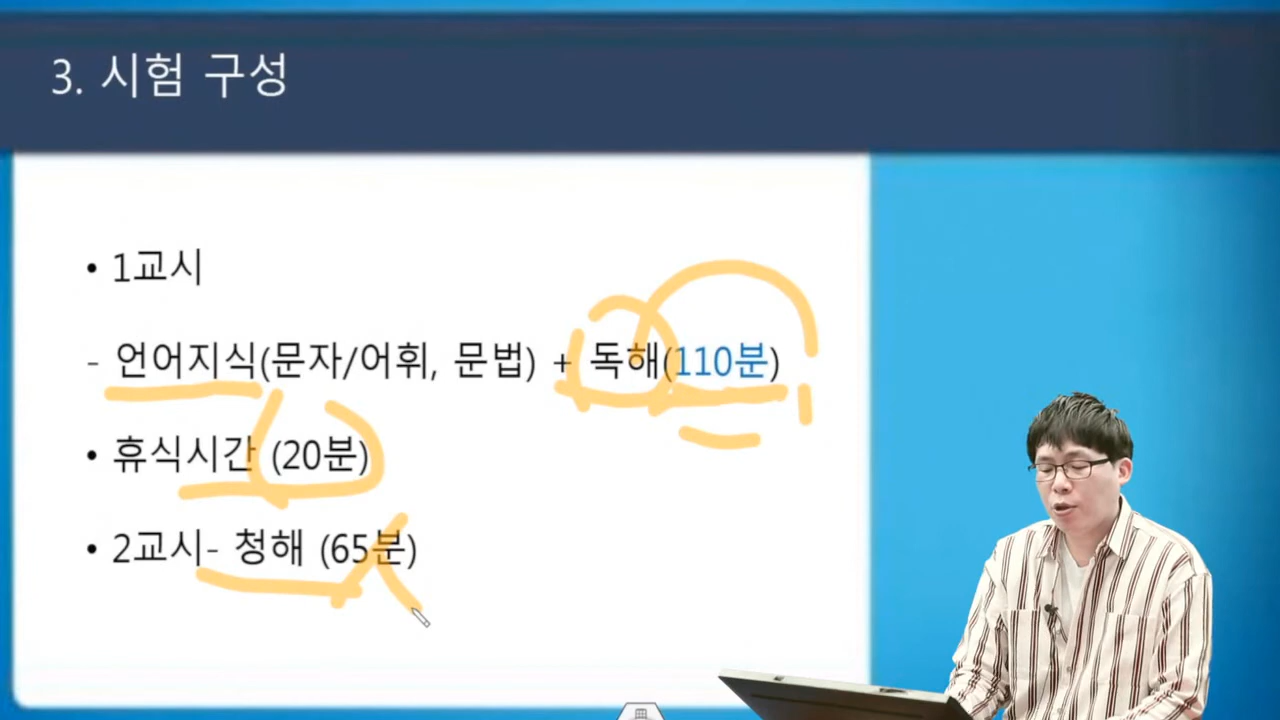 3. 시험 구성
• 1교시
- 언어지식(문자/어휘, 문법) + 독해(110분)
• 휴식시간 (20분)
• 2교시- 청해 (65분)